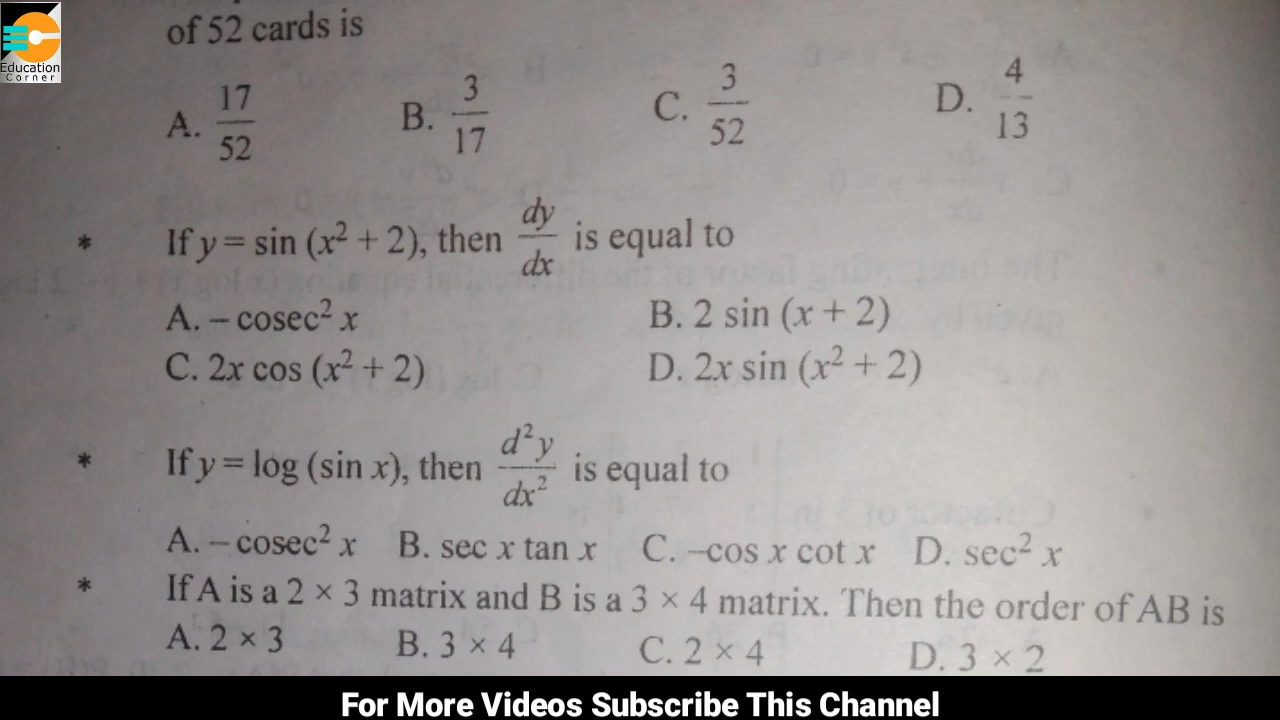 Education
Corner
of 52 cards is
A. 17/52 B. 3/17 C. 3/52 D. 4/13
* If y = sin (x² + 2), then dy/dx is equal to
A. – cosec² x B. 2 sin (x + 2)
C. 2x cos (x² + 2) D. 2x sin (x² + 2)
* If y = log (sin x), then d²y/dx² is equal to
A. – cosec² x B. sec x tan x C. –cos x cot x D. sec² x
* If A is a 2 × 3 matrix and B is a 3 × 4 matrix. Then the order of AB is
A. 2 × 3 B. 3 × 4 C. 2 × 4 D. 3 × 2
For More Videos Subscribe This Channel